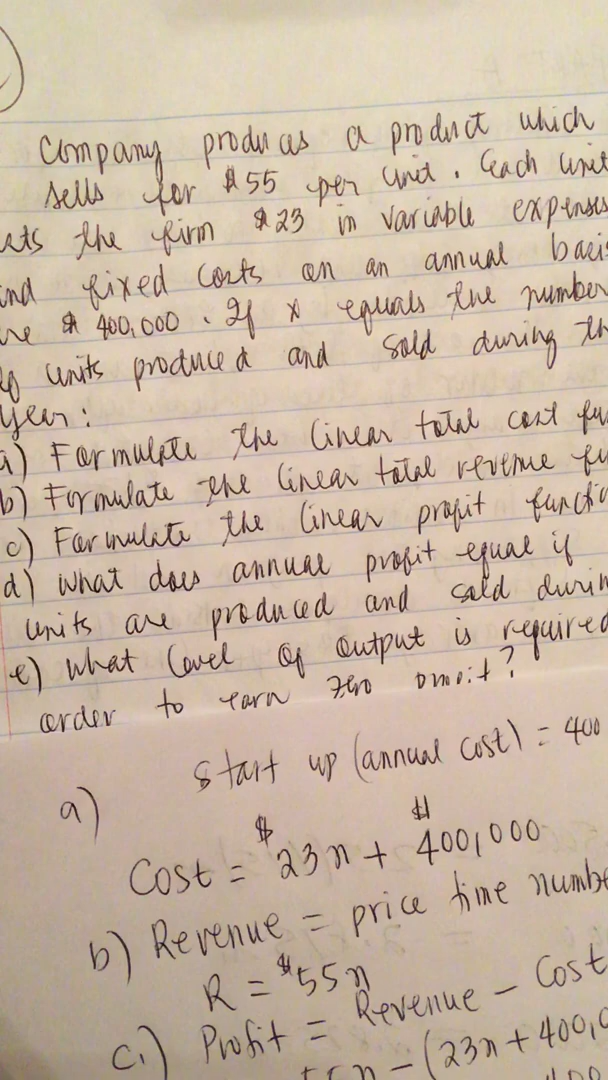 Company produces a product which
sells for $55 per unit. Each unit
the firm $23 in variable expenses
fixed costs on an annual basis
$400,000. If x equals the number
units produced and sold during
year:
a) Formulate the linear total cost
b) Formulate the linear total revenue
c) Formulate the linear profit
d) What does annual profit equal if
units are produced and sold
e) What level of output is required
order to earn zero
a) start up (annual cost) = 400
Cost = $23x + $400,000
b) Revenue = price time
R = $55x
c.) Profit = Revenue - Cost
- (23x +